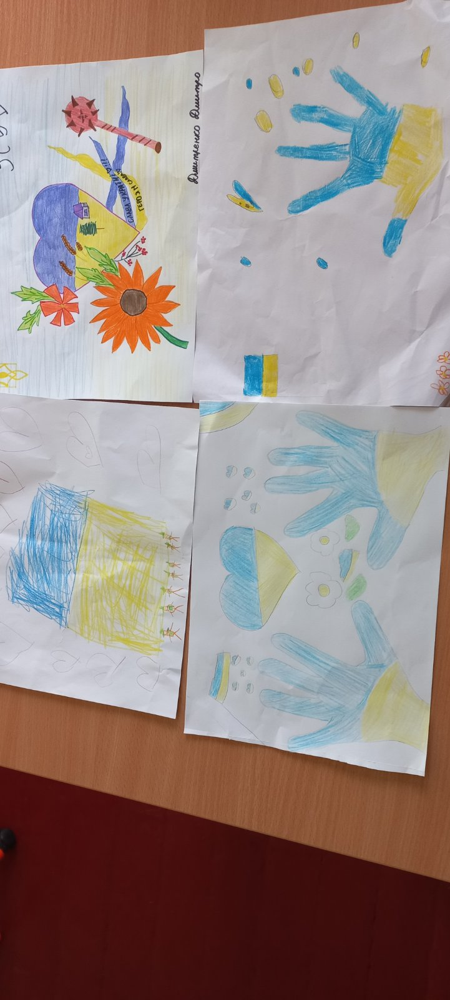 СЛАВА УКРАЇНІ!!!
ГЕРОЯМ СЛАВА!!!
Дмитренко Дмитро